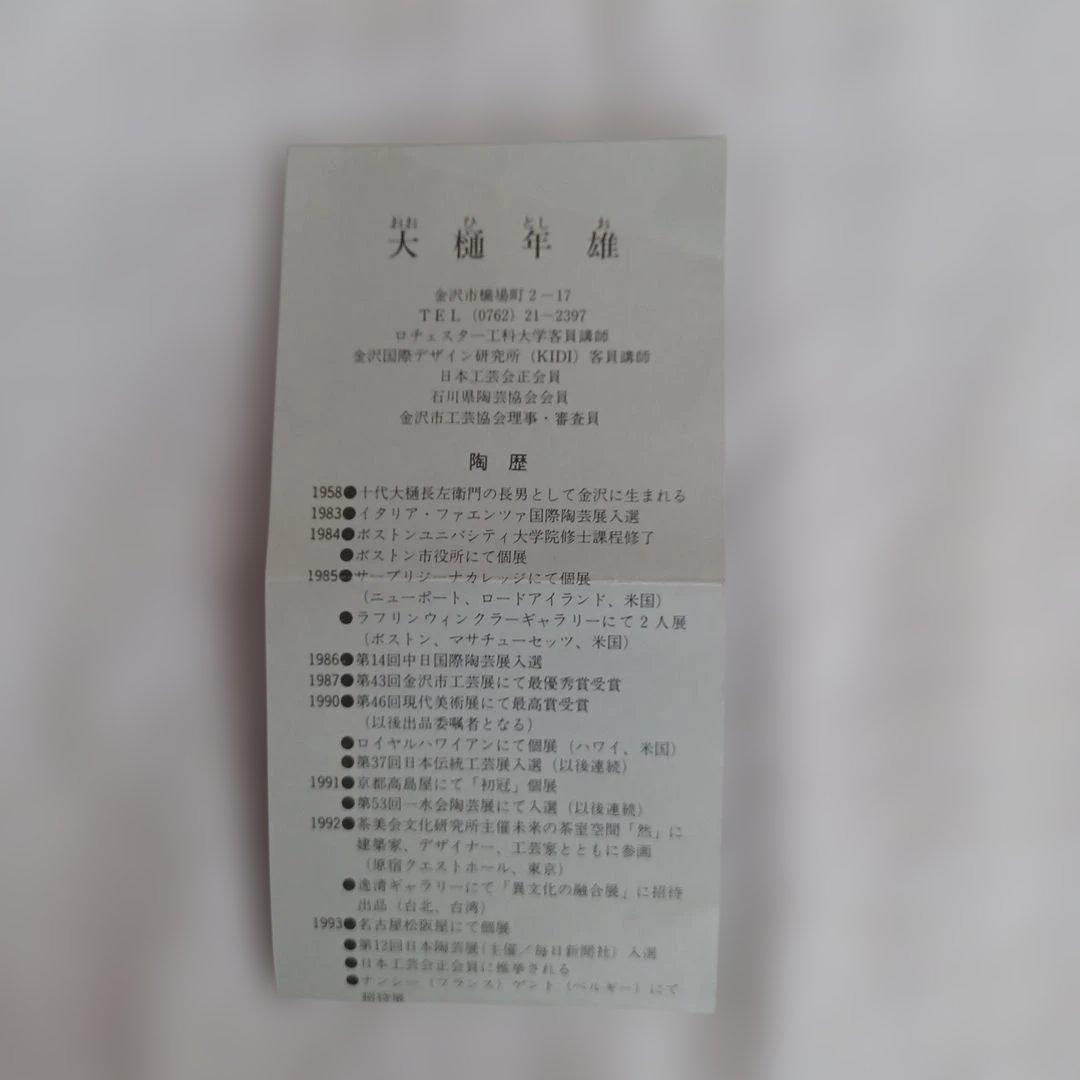 おお ひ とし お
大樋年雄
金沢市橋場町2−17
TEL (0762) 21−2397
ロチェスター工科大学客員講師
金沢国際デザイン研究所 (KIDI) 客員講師
日本工芸会正会員
石川県陶芸協会会員
金沢市工芸協会理事・審査員
陶歴
1958●十代大樋長左衛門の長男として金沢に生まれる
1983●イタリア・ファエンツァ国際陶芸展入選
1984●ボストンユニバシティ大学院修士課程修了
●ボストン市役所にて個展
1985●サーブリジーナカレッジにて個展
(ニューポート、ロードアイランド、米国)
●ラフリンウィンクラーギャラリーにて2人展
(ボストン、マサチューセッツ、米国)
1986●第14回中日国際陶芸展入選
1987●第43回金沢市工芸展にて最優秀賞受賞
1990●第46回現代美術展にて最高賞受賞
(以後出品委嘱者となる)
●ロイヤルハワイアンにて個展 (ハワイ、米国)
●第37回日本伝統工芸展入選 (以後連続)
1991●京都高島屋にて「初冠」個展
●第53回一水会陶芸展にて入選 (以後連続)
1992●茶美会文化研究所主催未来の茶室空間「然」に
建築家、デザイナー、工芸家とともに参画
(原宿クエストホール、東京)
●逸清ギャラリーにて「異文化の融合展」に招待
出品 (台北、台湾)
1993●名古屋松阪屋にて個展
●第12回日本陶芸展 (主催/毎日新聞社) 入選
●日本工芸会正会員に推挙される
●ナンシー (フランス) ゲント (ベルギー) にて
招待展